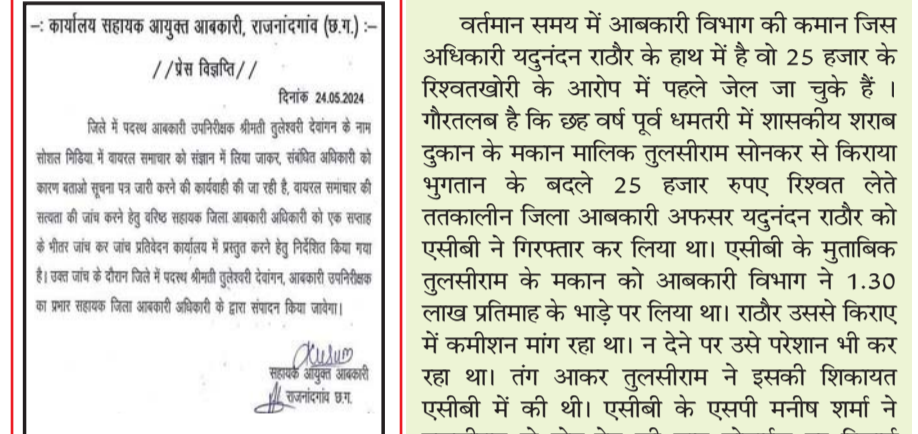 –: कार्यालय सहायक आयुक्त आबकारी, राजनांदगांव (छ.ग.) :–
//प्रेस विज्ञप्ति//
दिनांक 24.05.2024
जिले में पदस्थ आबकारी उपनिरीक्षक श्रीमती तुलेश्वरी देवांगन के नाम
सोशल मिडिया में वायरल समाचार को संज्ञान में लिया जाकर, संबंधित अधिकारी को
कारण बताओ सूचना पत्र जारी करने की कार्यवाही की जा रही है, वायरल समाचार की
सत्यता की जांच करने हेतु वरिष्ठ सहायक जिला आबकारी अधिकारी को एक सप्ताह
के भीतर जांच कर जांच प्रतिवेदन कार्यालय में प्रस्तुत करने हेतु निर्देशित किया गया
है। उक्त जांच के दौरान जिले में पदस्थ श्रीमती तुलेश्वरी देवांगन, आबकारी उपनिरीक्षक
का प्रभार सहायक जिला आबकारी अधिकारी के द्वारा संपादन किया जावेगा।
सहायक आयुक्त आबकारी
राजनांदगांव छ.ग.
वर्तमान समय में आबकारी विभाग की कमान जिस
अधिकारी यदुनंदन राठौर के हाथ में है वो 25 हजार के
रिश्वतखोरी के आरोप में पहले जेल जा चुके हैं ।
गौरतलब है कि छह वर्ष पूर्व धमतरी में शासकीय शराब
दुकान के मकान मालिक तुलसीराम सोनकर से किराया
भुगतान के बदले 25 हजार रुपए रिश्वत लेते
ततकालीन जिला आबकारी अफसर यदुनंदन राठौर को
एसीबी ने गिरफ्तार कर लिया था। एसीबी के मुताबिक
तुलसीराम के मकान को आबकारी विभाग ने 1.30
लाख प्रतिमाह के भाड़े पर लिया था। राठौर उससे किराए
में कमीशन मांग रहा था। न देने पर उसे परेशान भी कर
रहा था। तंग आकर तुलसीराम ने इसकी शिकायत
एसीबी में की थी। एसीबी के एसपी मनीष शर्मा ने